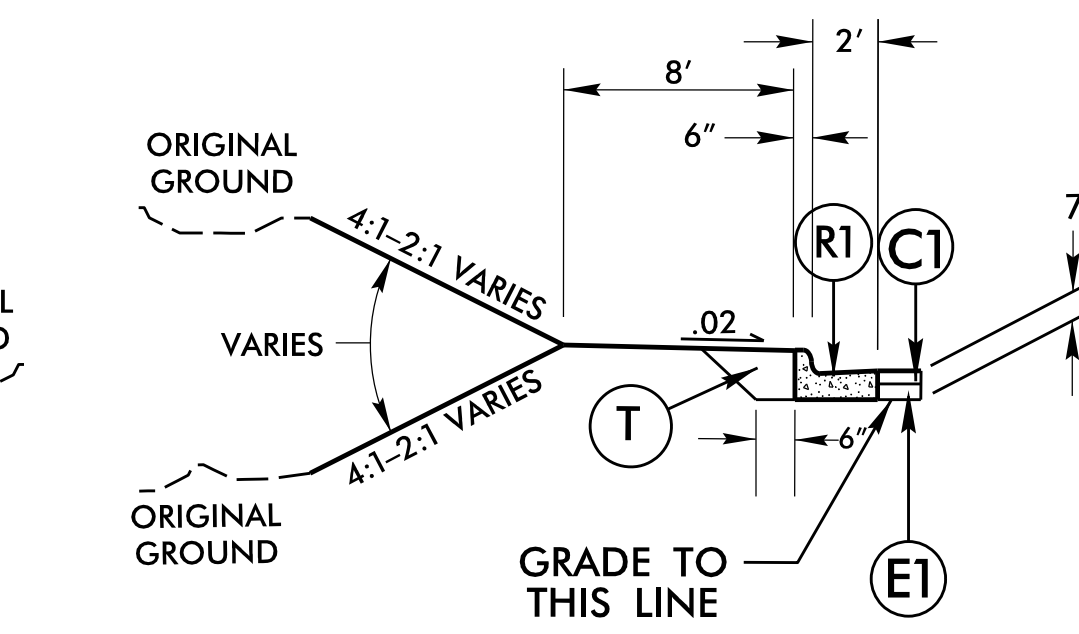 2'
8'
6"
ORIGINAL
GROUND
4:1–2:1 VARIES
R1
C1
7
L
.02
VARIES
T
4:1–2:1 VARIES
6"
ORIGINAL
GROUND
GRADE TO
THIS LINE
E1